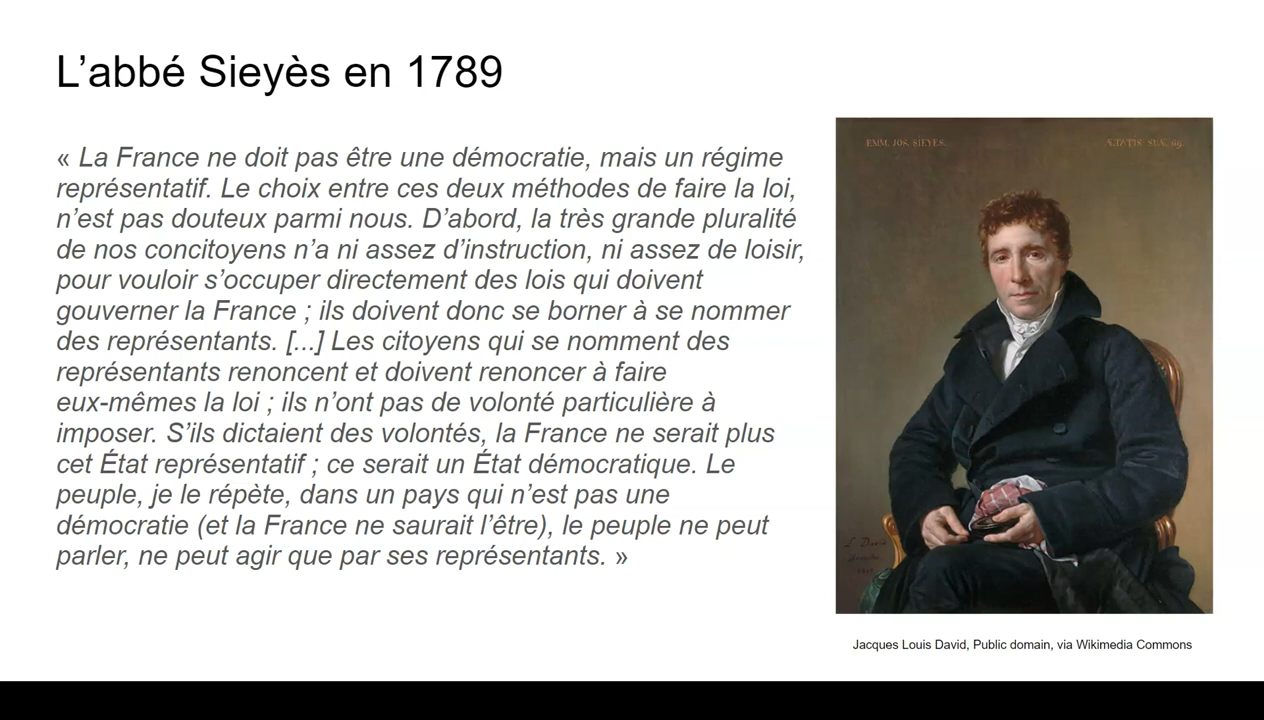 L’abbé Sieyès en 1789
« La France ne doit pas être une démocratie, mais un régime
représentatif. Le choix entre ces deux méthodes de faire la loi,
n’est pas douteux parmi nous. D’abord, la très grande pluralité
de nos concitoyens n’a ni assez d’instruction, ni assez de loisir,
pour vouloir s’occuper directement des lois qui doivent
gouverner la France ; ils doivent donc se borner à se nommer
des représentants. [...] Les citoyens qui se nomment des
représentants renoncent et doivent renoncer à faire
eux-mêmes la loi ; ils n’ont pas de volonté particulière à
imposer. S’ils dictaient des volontés, la France ne serait plus
cet État représentatif ; ce serait un État démocratique. Le
peuple, je le répète, dans un pays qui n’est pas une
démocratie (et la France ne saurait l’être), le peuple ne peut
parler, ne peut agir que par ses représentants. »
EMM. JOS. SIEYES.
L David
Jacques Louis David, Public domain, via Wikimedia Commons